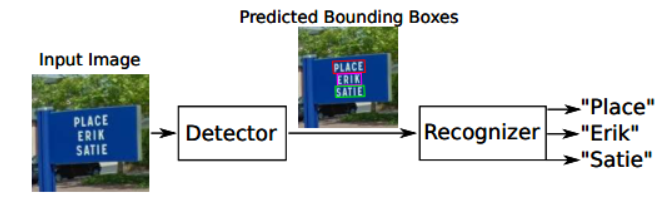 Predicted Bounding Boxes
Input Image
PLACE
ERIK
SATIE
Detector
PLACE
ERIK
SATIE
Recognizer
"Place"
"Erik"
"Satie"